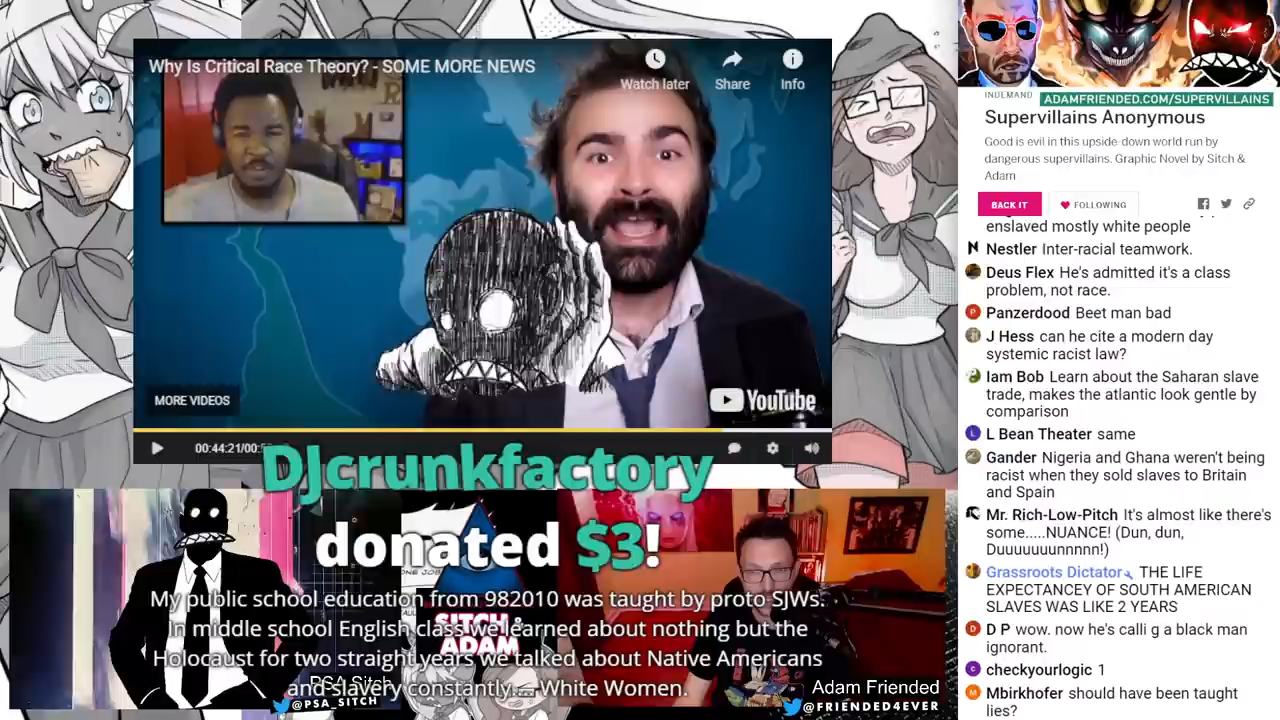 Why Is Critical Race Theory? - SOME MORE NEWS
Watch later
Share
Info
MORE VIDEOS
YouTube
00:44:21/00:5
DJcrunkfactory
donated $3!
My public school education from 982010 was taught by proto SJWs.
In middle school English class we learned about nothing but the
Holocaust for two straight years we talked about Native Americans
and slavery constantly.... White Women.
SITCH &
ADAM
PSA Sitch
@PSA_SITCH
Adam Friended
@FRIENDED4EVER
INDEMAND
ADAMFRIENDED.COM/SUPERVILLAINS
Supervillains Anonymous
Good is evil in this upside-down world run by
dangerous supervillains. Graphic Novel by Sitch &
Adam
BACK IT
FOLLOWING
enslaved mostly white people
Nestler Inter-racial teamwork.
Deus Flex He's admitted it's a class
problem, not race.
Panzerdood Beet man bad
J Hess can he cite a modern day
systemic racist law?
Iam Bob Learn about the Saharan slave
trade, makes the atlantic look gentle by
comparison
L Bean Theater same
Gander Nigeria and Ghana weren't being
racist when they sold slaves to Britain
and Spain
Mr. Rich-Low-Pitch It's almost like there's
some.....NUANCE! (Dun, dun,
Duuuuuuunnnnn!)
Grassroots Dictator THE LIFE
EXPECTANCEY OF SOUTH AMERICAN
SLAVES WAS LIKE 2 YEARS
D P wow. now he's calli g a black man
ignorant.
checkyourlogic 1
Mbirkhofer should have been taught
lies?